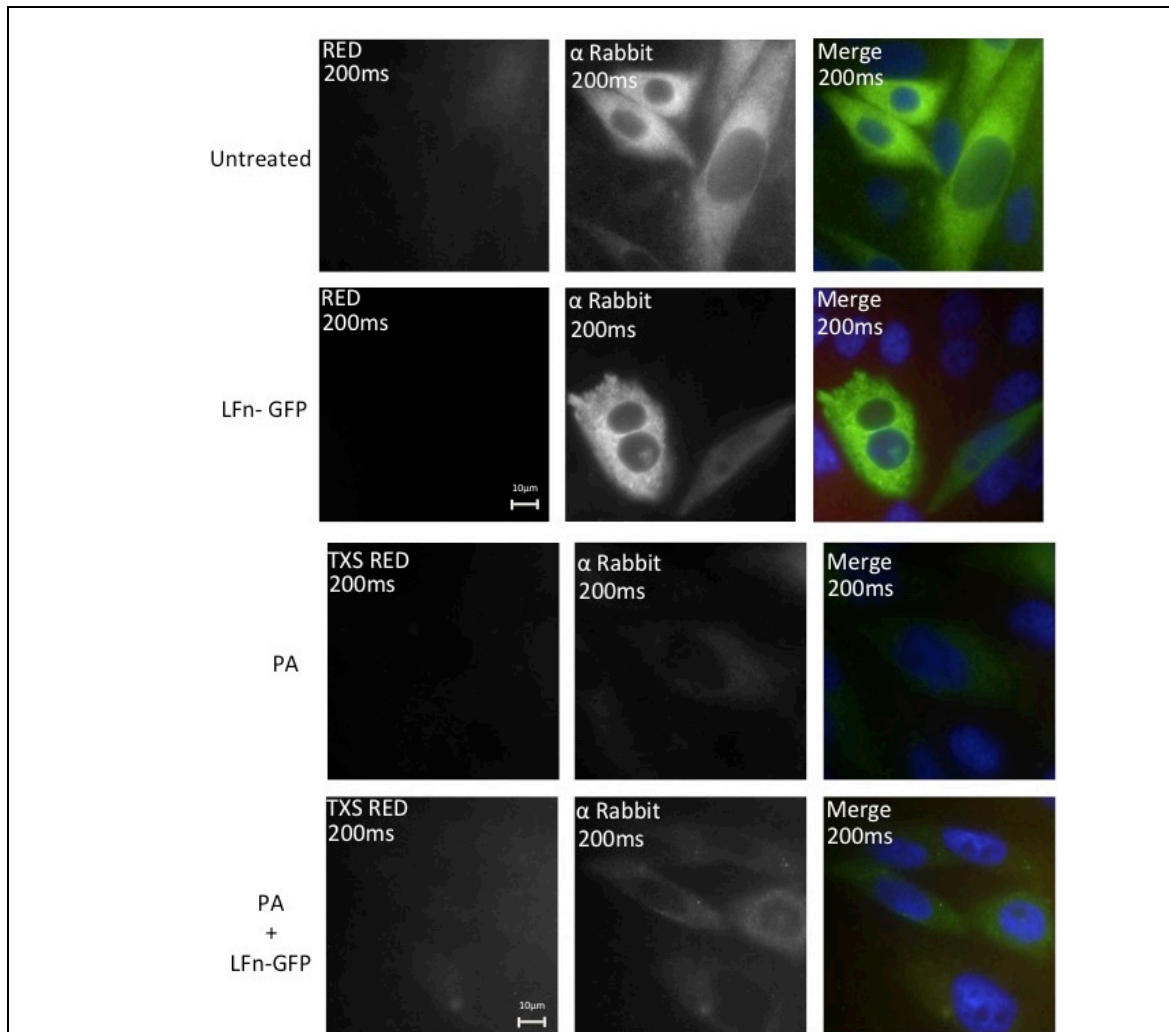 RED
200ms
α Rabbit
200ms
Merge
200ms
Untreated
RED
200ms
α Rabbit
200ms
Merge
200ms
LFn- GFP
10µm
TXS RED
200ms
α Rabbit
200ms
Merge
200ms
PA
TXS RED
200ms
α Rabbit
200ms
Merge
200ms
PA
+
LFn-GFP
10µm